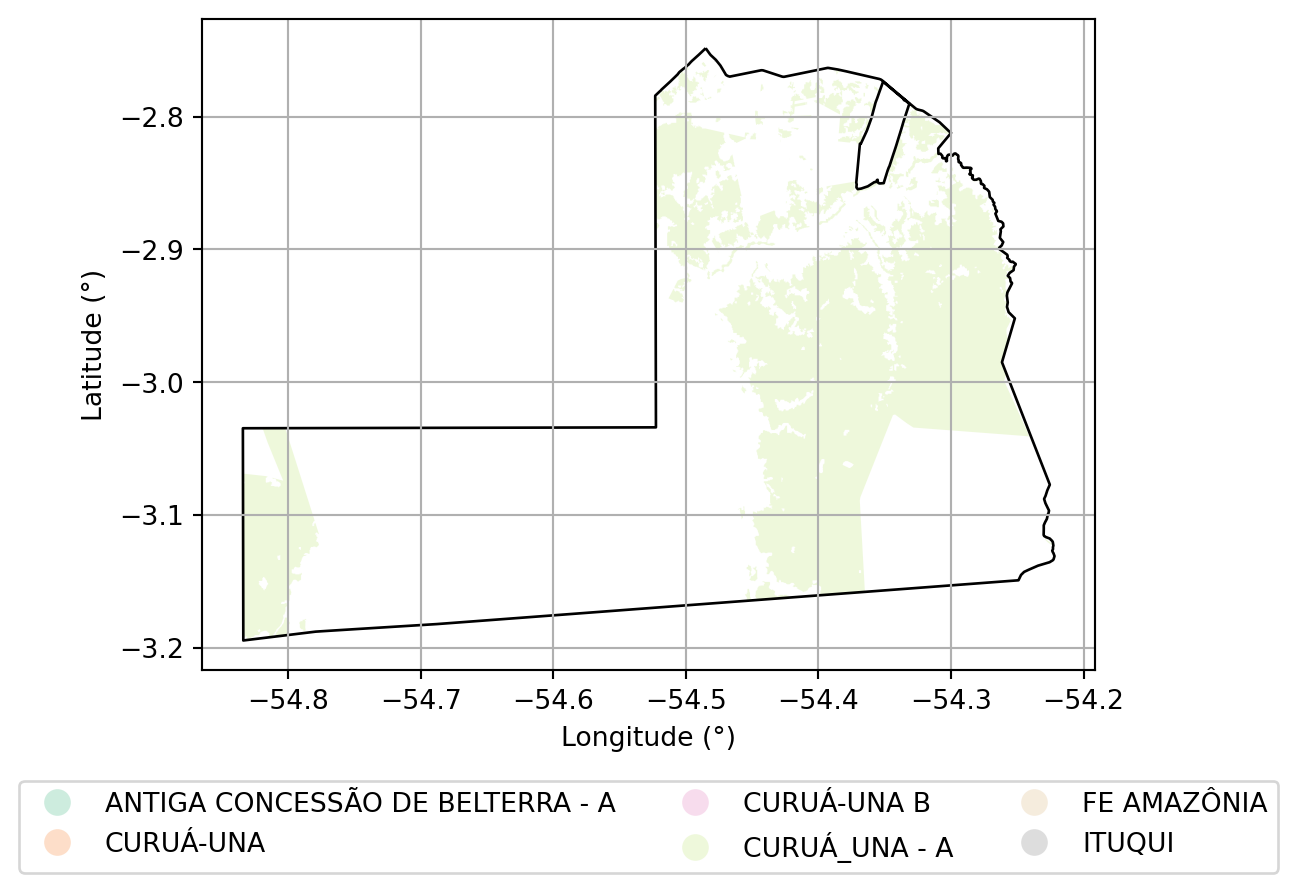 −2.8
−2.9
−3.0
−3.1
−3.2
Latitude (°)
−54.8 −54.7 −54.6 −54.5 −54.4 −54.3 −54.2
Longitude (°)
ANTIGA CONCESSÃO DE BELTERRA - A CURUÁ-UNA B FE AMAZÔNIA
CURUÁ-UNA CURUÁ_UNA - A ITUQUI